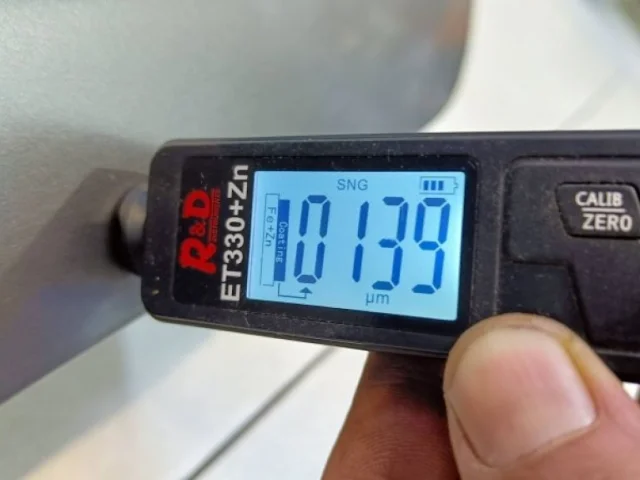 R&D
ET330+Zn
SNG
Fe+Zn
Coating
0139
µm
CALIB
ZERO